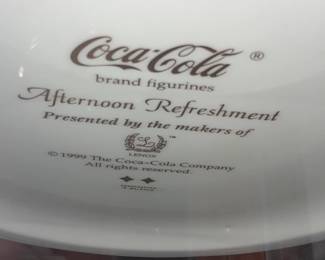 Coca-Cola ®
brand figurines
Afternoon Refreshment
Presented by the makers of
LENOX ™
© 1999 The Coca-Cola Company
All rights reserved.